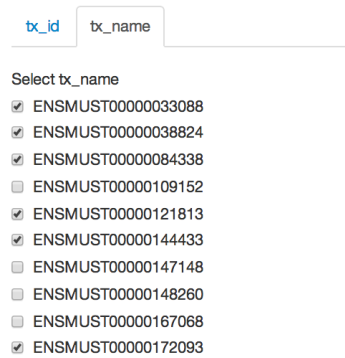 tx_id tx_name
Select tx_name
ENSMUST00000033088
ENSMUST00000038824
ENSMUST00000084338
ENSMUST00000109152
ENSMUST00000121813
ENSMUST00000144433
ENSMUST00000147148
ENSMUST00000148260
ENSMUST00000167068
ENSMUST00000172093